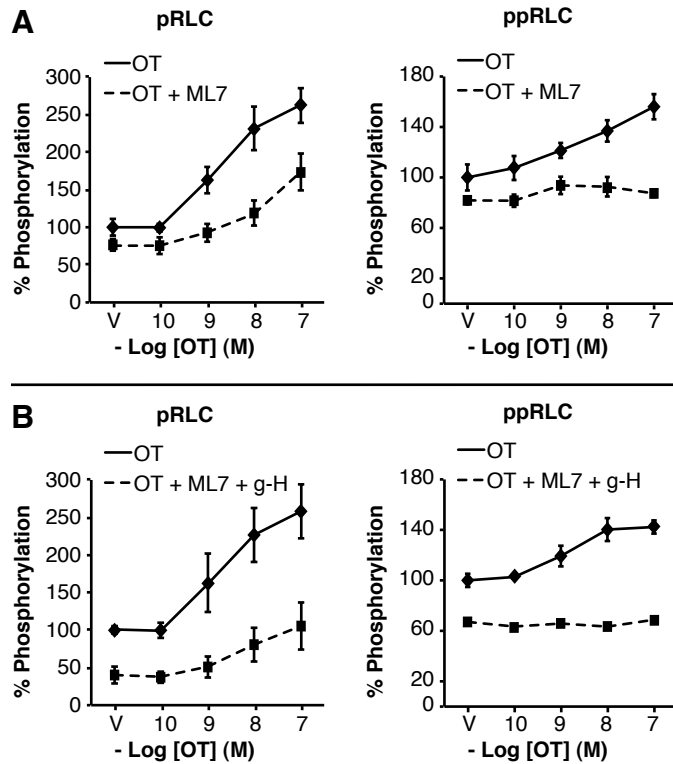 A
pRLC
OT
OT + ML7
% Phosphorylation
300
250
200
150
100
50
0
V 10 9 8 7
- Log [OT] (M)
ppRLC
OT
OT + ML7
% Phosphorylation
180
140
100
60
20
0
V 10 9 8 7
- Log [OT] (M)
B
pRLC
OT
OT + ML7 + g-H
% Phosphorylation
300
250
200
150
100
50
0
V 10 9 8 7
- Log [OT] (M)
ppRLC
OT
OT + ML7 + g-H
% Phosphorylation
180
140
100
60
20
0
V 10 9 8 7
- Log [OT] (M)